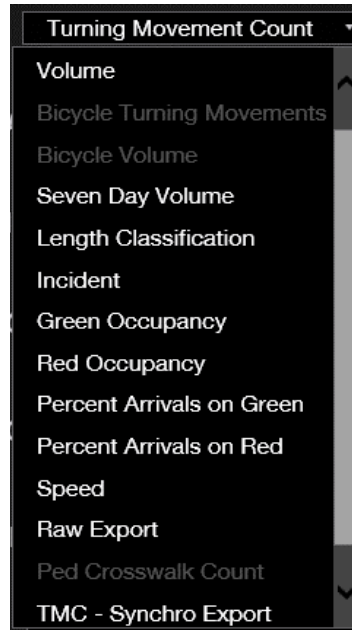 Turning Movement Count
Volume
Bicycle Turning Movements
Bicycle Volume
Seven Day Volume
Length Classification
Incident
Green Occupancy
Red Occupancy
Percent Arrivals on Green
Percent Arrivals on Red
Speed
Raw Export
Ped Crosswalk Count
TMC - Synchro Export